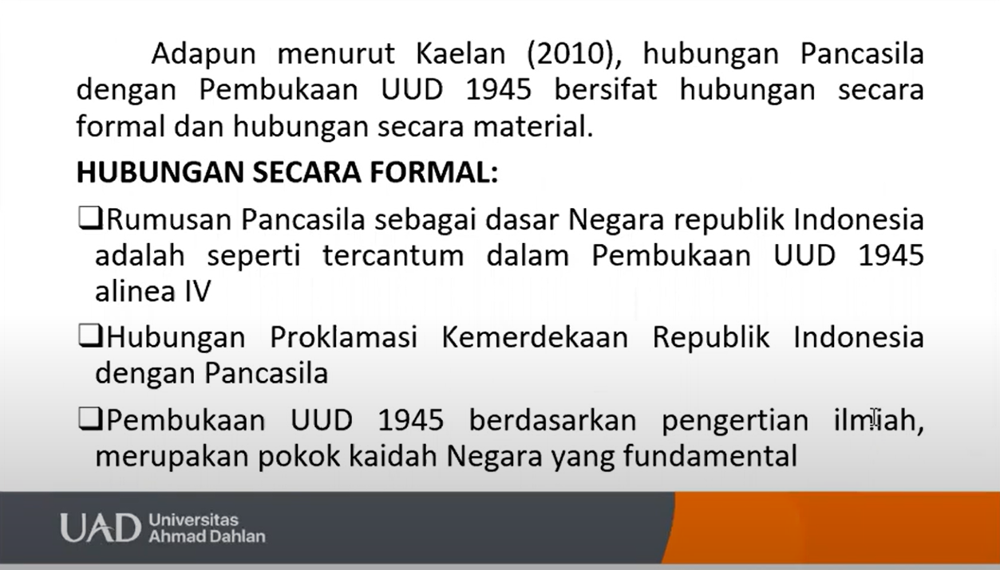 Adapun menurut Kaelan (2010), hubungan Pancasila
dengan Pembukaan UUD 1945 bersifat hubungan secara
formal dan hubungan secara material.
HUBUNGAN SECARA FORMAL:
❑Rumusan Pancasila sebagai dasar Negara republik Indonesia
adalah seperti tercantum dalam Pembukaan UUD 1945
alinea IV
❑Hubungan Proklamasi Kemerdekaan Republik Indonesia
dengan Pancasila
❑Pembukaan UUD 1945 berdasarkan pengertian ilmiah,
merupakan pokok kaidah Negara yang fundamental
UAD Universitas
Ahmad Dahlan